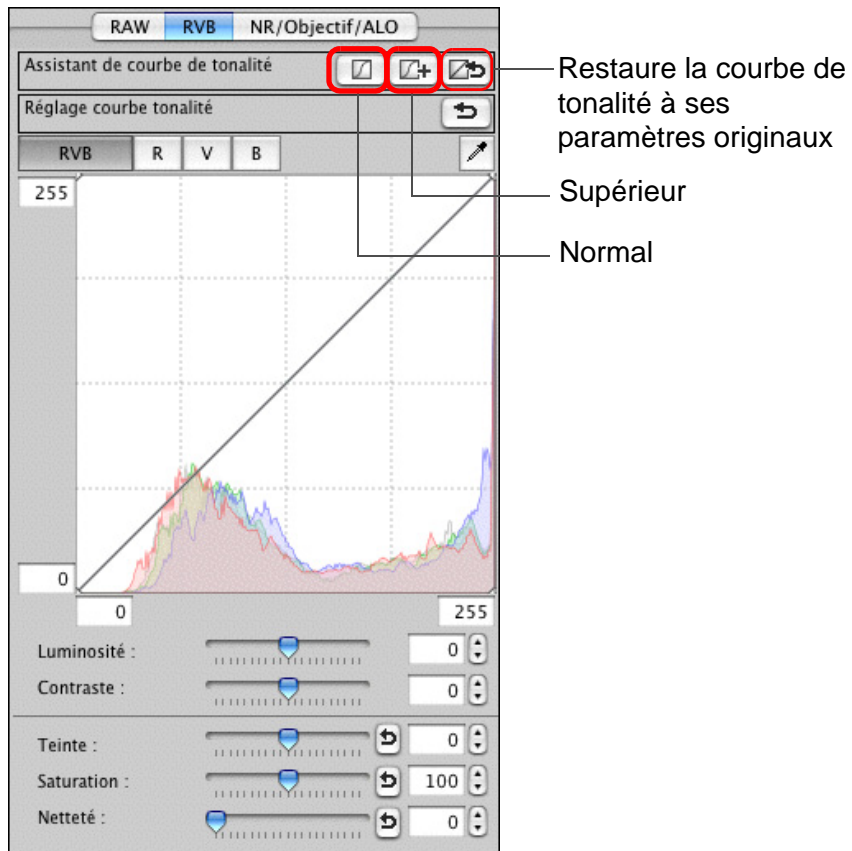 RAW RVB NR/Objectif/ALO
Assistant de courbe de tonalité
Restaure la courbe de
tonalité à ses
paramètres originaux
Réglage courbe tonalité
RVB R V B
Supérieur
Normal
255
0
0 255
Luminosité : 0
Contraste : 0
Teinte : 0
Saturation : 100
Netteté : 0